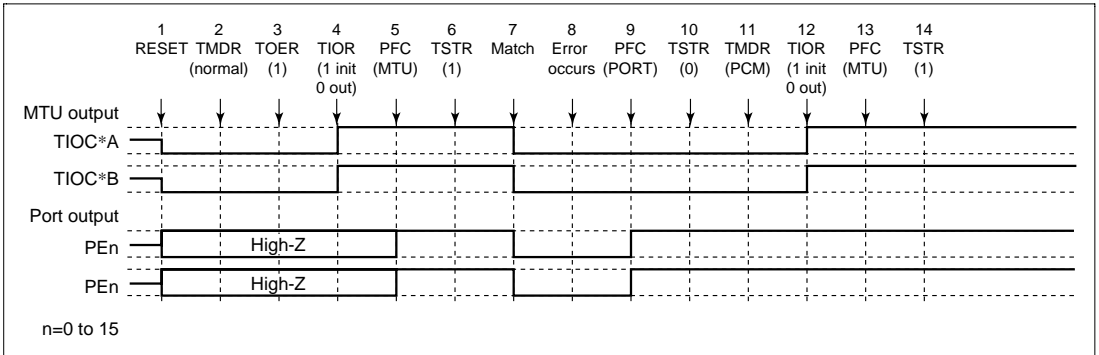 1 2 3 4 5 6 7 8 9 10 11 12 13 14
RESET TMDR TOER TIOR PFC TSTR Match Error PFC TSTR TMDR TIOR PFC TSTR
(normal) (1) (1 init (MTU) (1) occurs (PORT) (0) (PCM) (1 init (MTU) (1)
0 out) 0 out)
MTU output
TIOC*A
TIOC*B
Port output
PEn High-Z
PEn High-Z
n=0 to 15